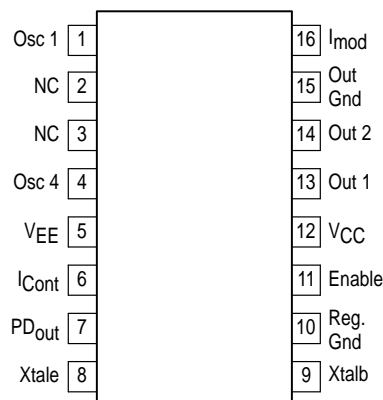 Osc 1 1
NC 2
NC 3
Osc 4 4
VEE 5
ICont 6
PDout 7
Xtale 8
16 Imod
15 Out
Gnd
14 Out 2
13 Out 1
12 VCC
11 Enable
10 Reg.
Gnd
9 Xtalb